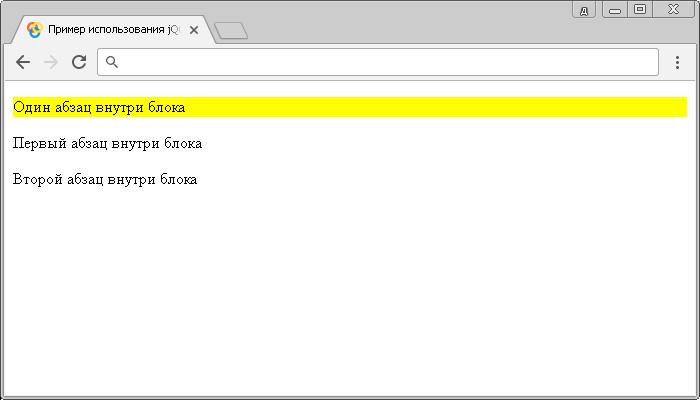 д
Пример использования jQ
Один абзац внутри блока
Первый абзац внутри блока
Второй абзац внутри блока